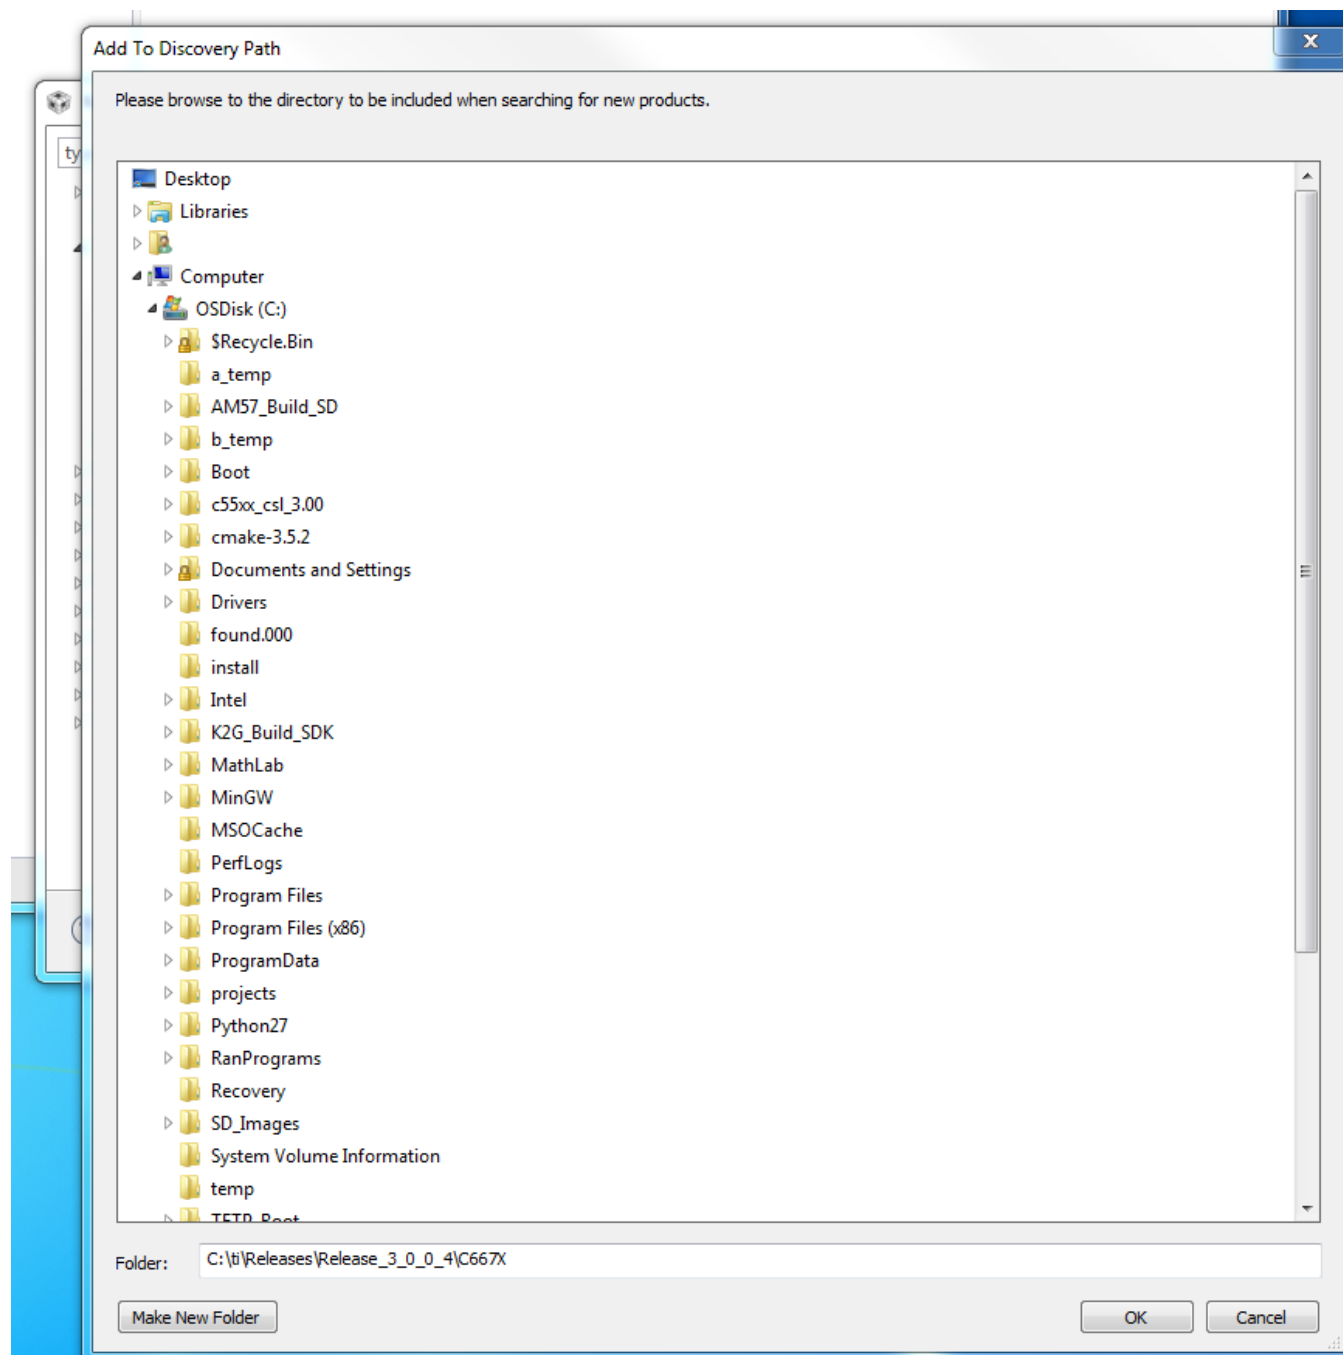 Add To Discovery Path
X
Please browse to the directory to be included when searching for new products.
ty
Desktop
Libraries
Computer
OSDisk (C:)
$Recycle.Bin
a_temp
AM57_Build_SD
b_temp
Boot
c55xx_csl_3.00
cmake-3.5.2
Documents and Settings
Drivers
found.000
install
Intel
K2G_Build_SDK
MathLab
MinGW
MSOCache
PerfLogs
Program Files
Program Files (x86)
ProgramData
projects
Python27
RanPrograms
Recovery
SD_Images
System Volume Information
temp
TFTP_Root
Folder: C:\ti\Releases\Release_3_0_0_4\C667X
Make New Folder OK Cancel